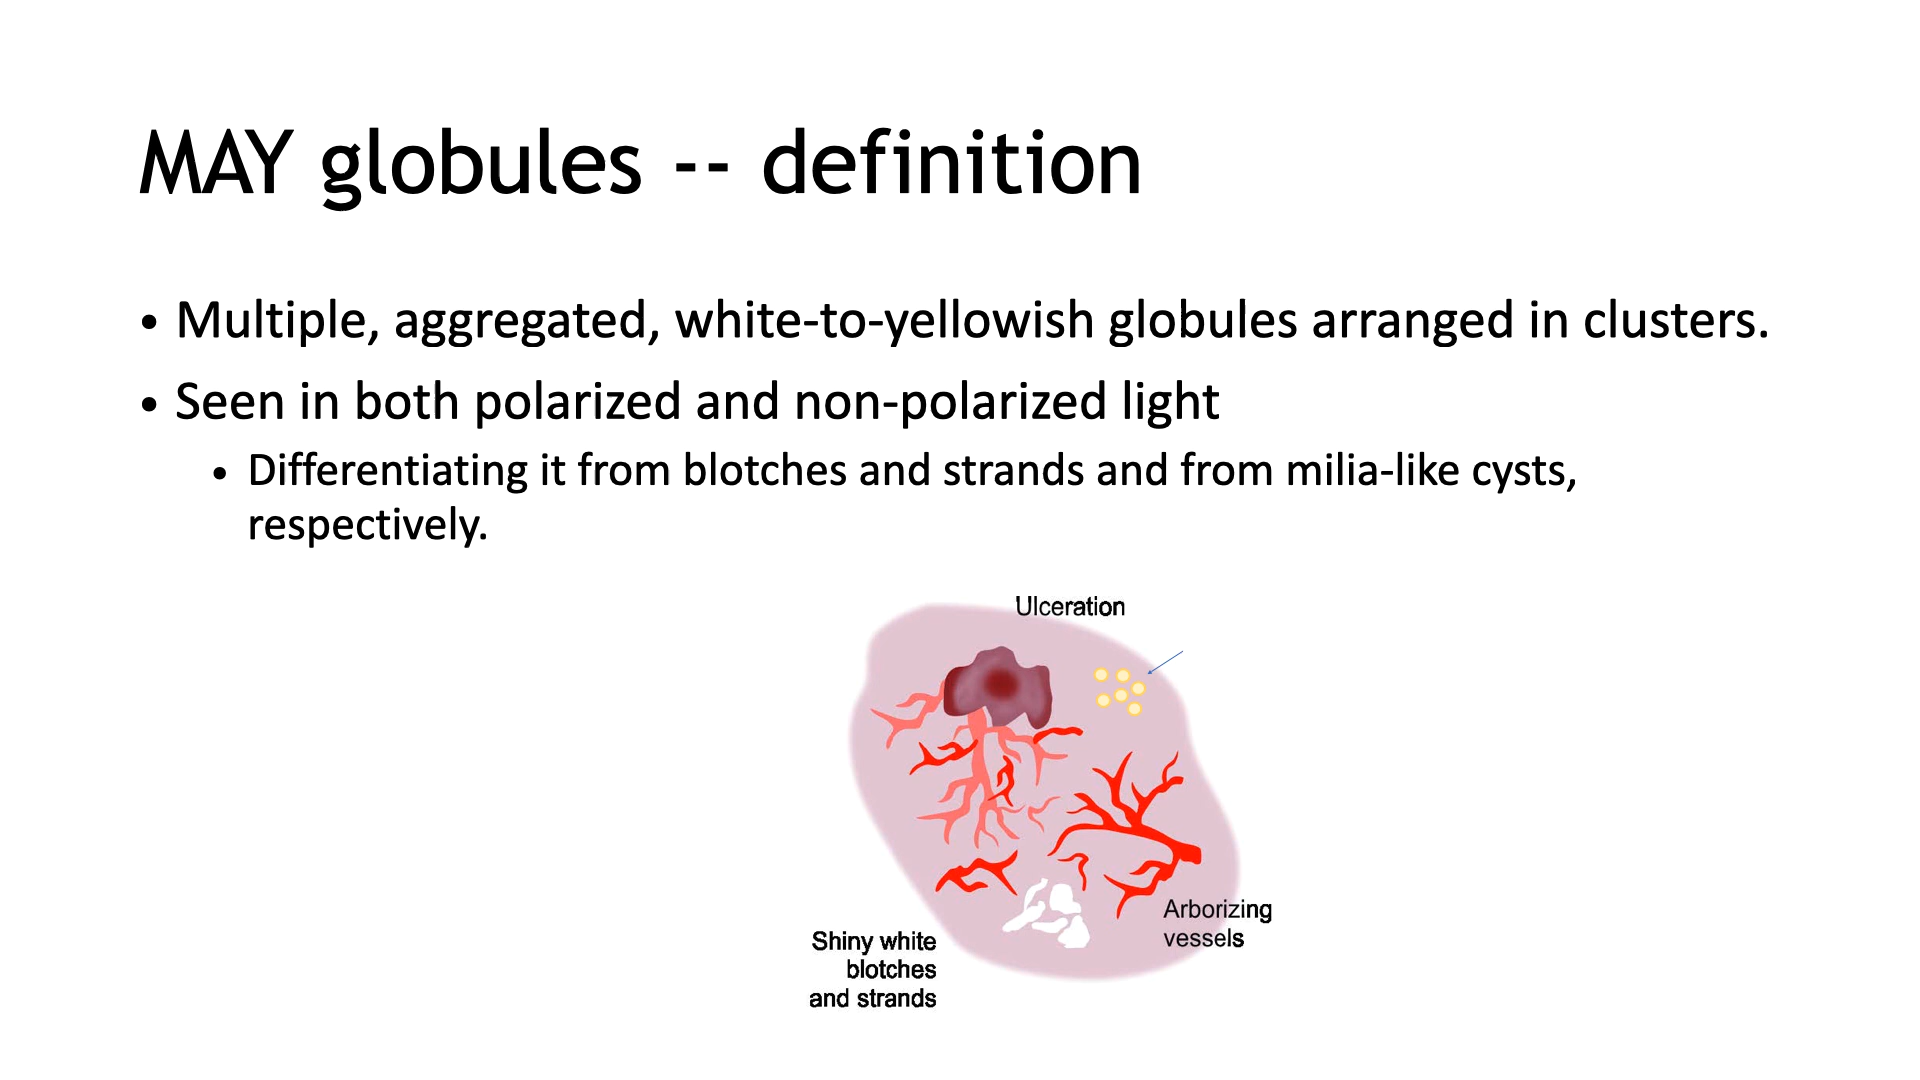 MAY globules -- definition
• Multiple, aggregated, white-to-yellowish globules arranged in clusters.
• Seen in both polarized and non-polarized light
• Differentiating it from blotches and strands and from milia-like cysts,
respectively.
Ulceration
Arborizing
vessels
Shiny white
blotches
and strands